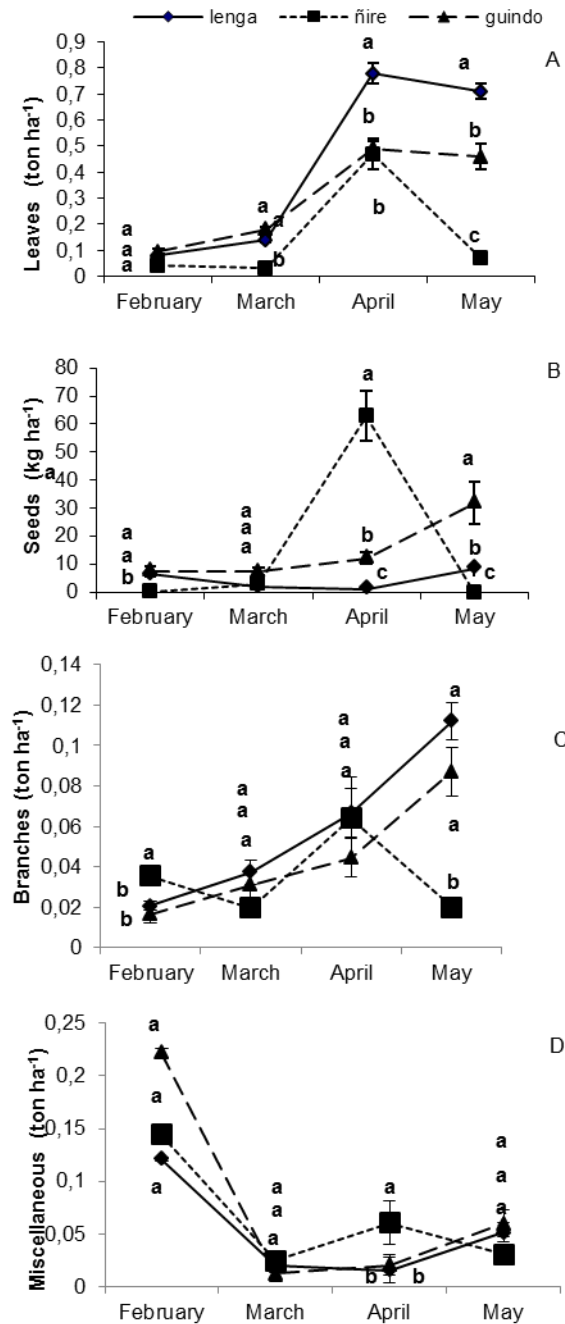 lenga ñire guindo
A
Leaves (ton ha⁻¹)
0,9
0,8
0,7
0,6
0,5
0,4
0,3
0,2
0,1
0
a
a
a
a
a
b
a
b
b
a
b
c
February March April May
B
Seeds (kg ha⁻¹)
80
70
60
50
40
30
20
10
0
a
a
a
b
a
a
a
a
b
c
a
b
c
February March April May
C
Branches (ton ha⁻¹)
0,14
0,12
0,1
0,08
0,06
0,04
0,02
0
a
b
b
a
a
a
a
a
a
a
a
b
February March April May
D
Miscellaneous (ton ha⁻¹)
0,25
0,2
0,15
0,1
0,05
0
a
a
a
a
a
a
a
b b
a
a
a
February March April May